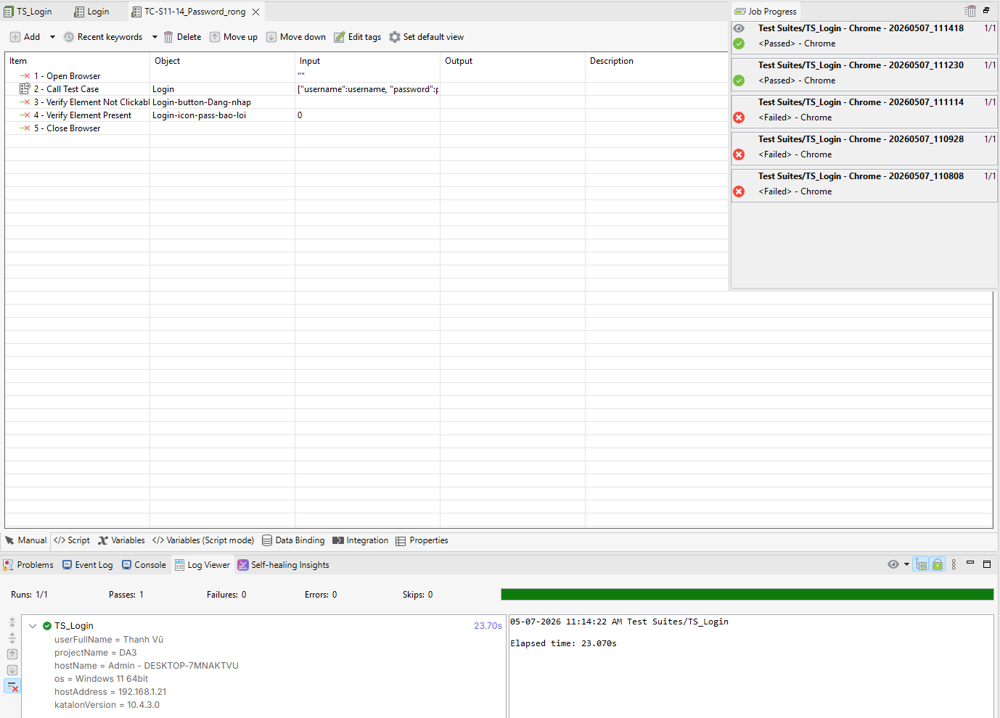 TS_Login
Login
TC-S11-14_Password_rong
Job Progress
Add
Recent keywords
Delete
Move up
Move down
Edit tags
Set default view
Item
Object
Input
Output
Description
1 - Open Browser
""
2 - Call Test Case
Login
["username":username, "password":p
3 - Verify Element Not Clickabl
Login-button-Dang-nhap
4 - Verify Element Present
Login-icon-pass-bao-loi
0
5 - Close Browser
Test Suites/TS_Login - Chrome - 20260507_111418
1/1
<Passed> - Chrome
Test Suites/TS_Login - Chrome - 20260507_111230
1/1
<Passed> - Chrome
Test Suites/TS_Login - Chrome - 20260507_111114
1/1
<Failed> - Chrome
Test Suites/TS_Login - Chrome - 20260507_110928
1/1
<Failed> - Chrome
Test Suites/TS_Login - Chrome - 20260507_110808
1/1
<Failed> - Chrome
Manual
</> Script
Variables
</> Variables (Script mode)
Data Binding
Integration
Properties
Problems
Event Log
Console
Log Viewer
Self-healing Insights
Runs: 1/1
Passes: 1
Failures: 0
Errors: 0
Skips: 0
TS_Login
23.70s
userFullName = Thanh Vũ
projectName = DA3
hostName = Admin - DESKTOP-7MNAKTVU
os = Windows 11 64bit
hostAddress = 192.168.1.21
katalonVersion = 10.4.3.0
05-07-2026 11:14:22 AM Test Suites/TS_Login
Elapsed time: 23.070s